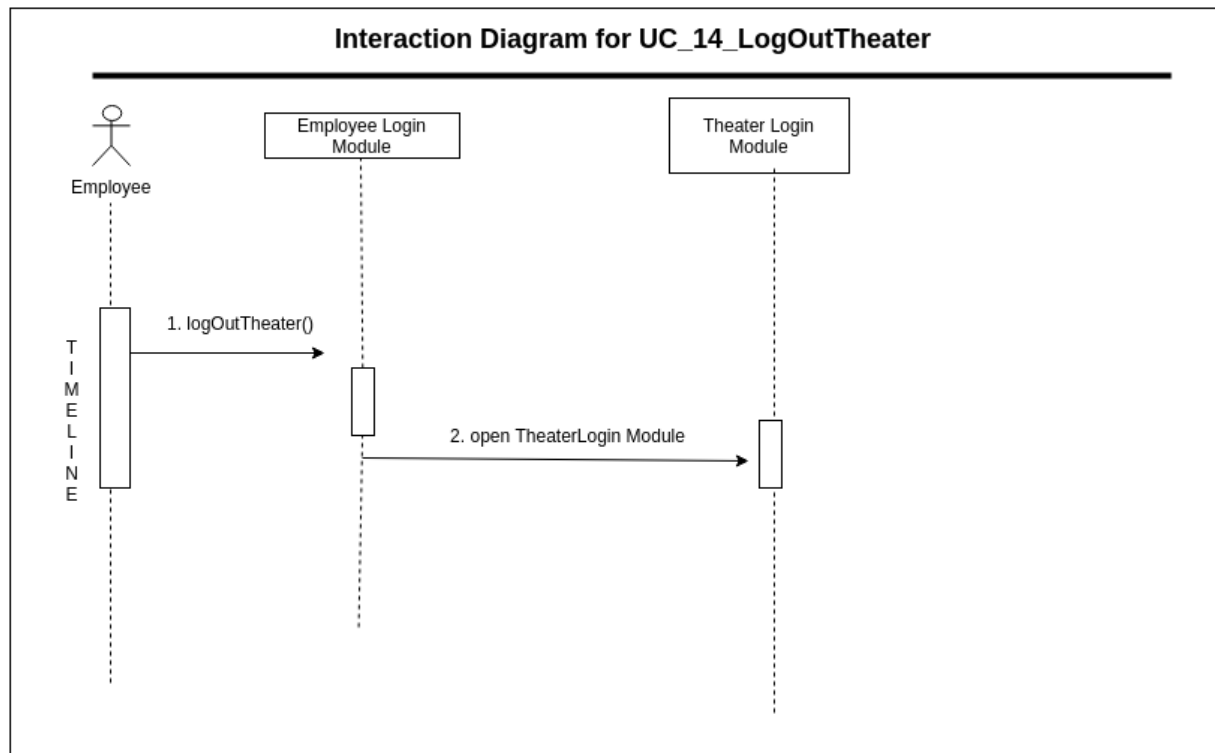 Interaction Diagram for UC_14_LogOutTheater
Employee Login
Module
Theater Login
Module
Employee
1. logOutTheater()
T
I
M
E
L
I
N
E
2. open TheaterLogin Module